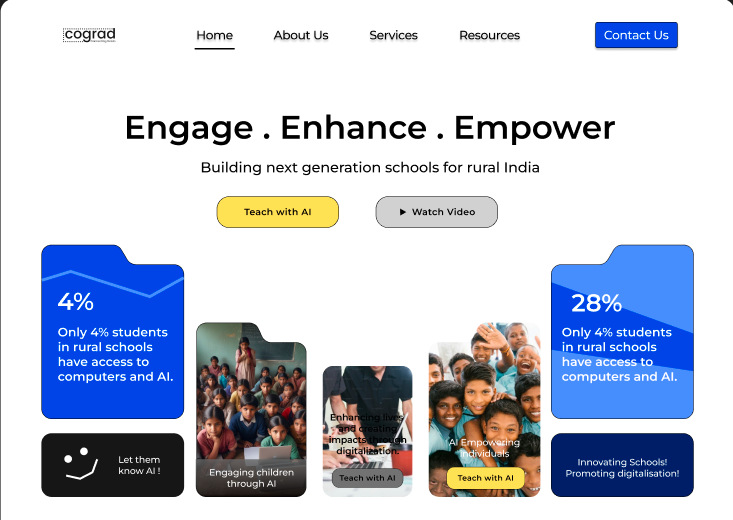 cograd
Home
About Us
Services
Resources
Contact Us
Engage . Enhance . Empower
Building next generation schools for rural India
Teach with AI
Watch Video
4%
Only 4% students
in rural schools
have access to
computers and AI.
Let them
know AI !
Engaging children
through AI
Enhancing lives
and creating
impacts through
digitalization.
Teach with AI
AI Empowering
Individuals
Teach with AI
28%
Only 4% students
in rural schools
have access to
computers and AI.
Innovating Schools!
Promoting digitalisation!